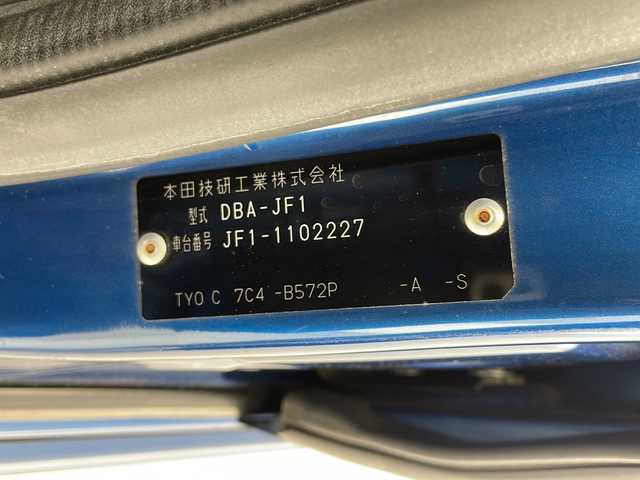 本田技研工業株式会社
型式 DBA-JF1
車台番号 JF1-1102227
TYO C 7C4 -B572P -A -S